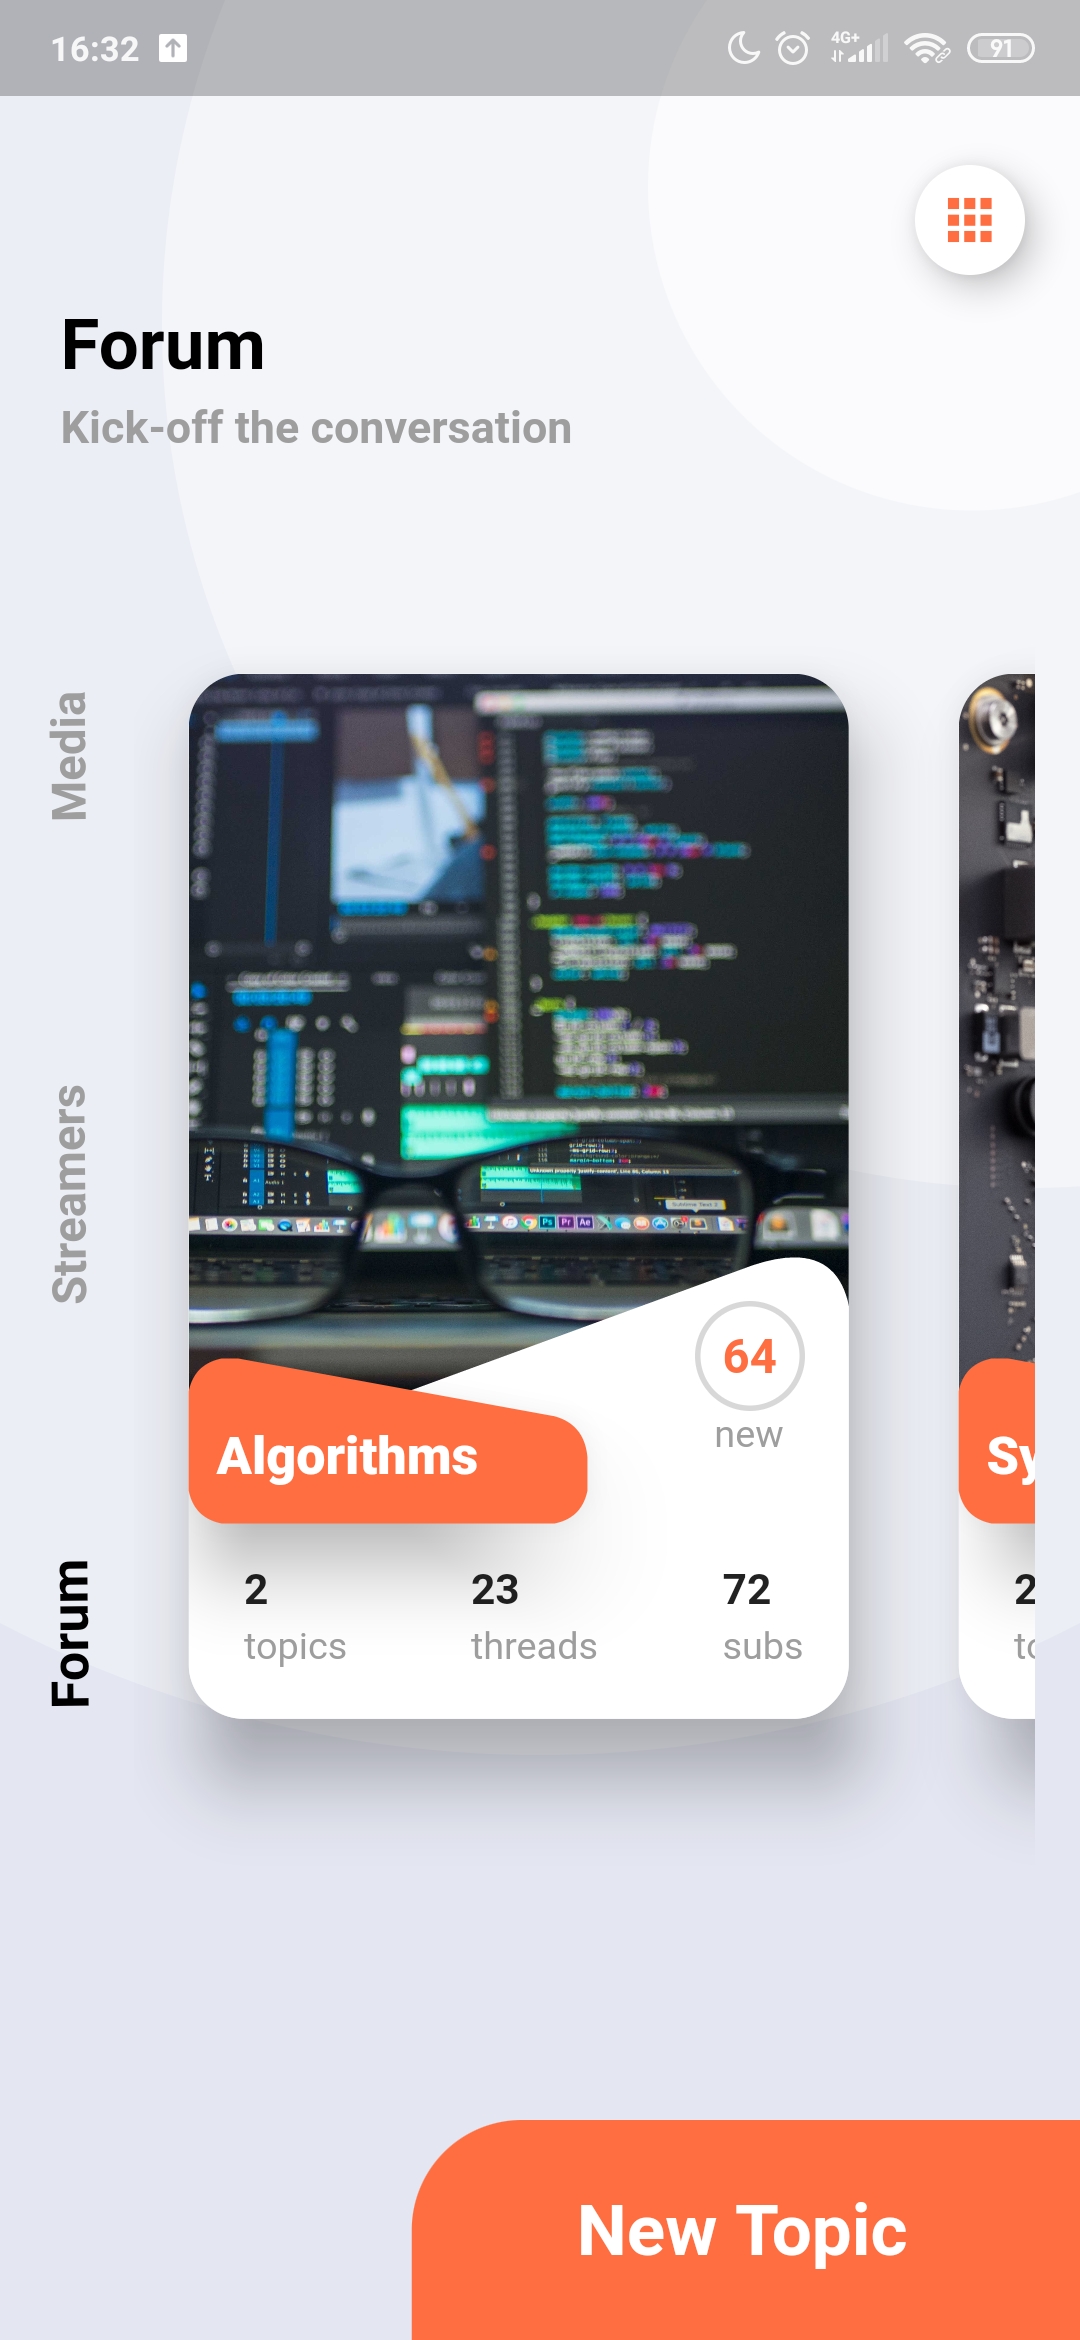 16:32
4G+
91
Forum
Kick-off the conversation
Media
Streamers
Forum
64
new
Algorithms
2
topics
23
threads
72
subs
Sy
2
to
New Topic